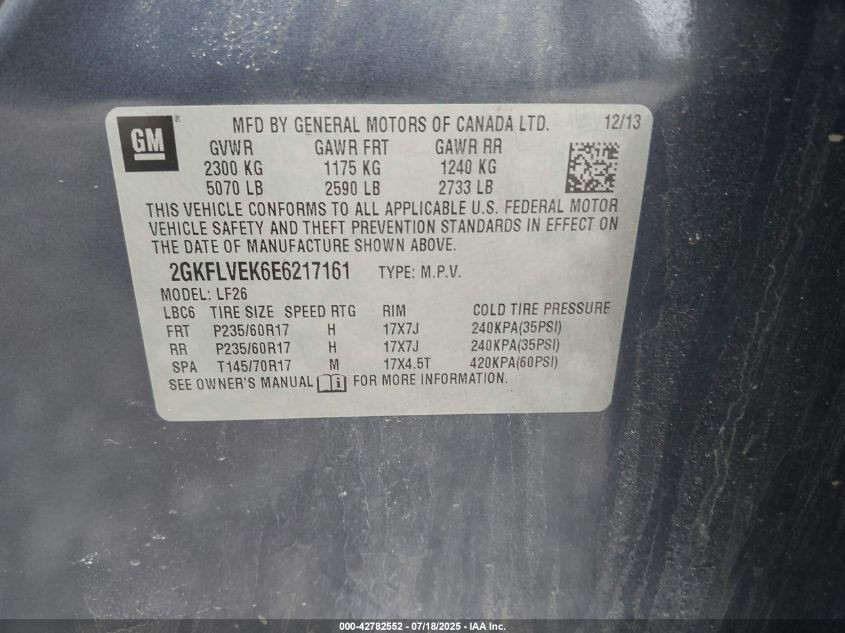 GM ®
MFD BY GENERAL MOTORS OF CANADA LTD. 12/13
GVWR GAWR FRT GAWR RR
2300 KG 1175 KG 1240 KG
5070 LB 2590 LB 2733 LB
THIS VEHICLE CONFORMS TO ALL APPLICABLE U.S. FEDERAL MOTOR
VEHICLE SAFETY AND THEFT PREVENTION STANDARDS IN EFFECT ON
THE DATE OF MANUFACTURE SHOWN ABOVE.
2GKFLVEK6E6217161 TYPE: M.P.V.
MODEL: LF26
LBC6 TIRE SIZE SPEED RTG RIM COLD TIRE PRESSURE
FRT P235/60R17 H 17X7J 240KPA(35PSI)
RR P235/60R17 H 17X7J 240KPA(35PSI)
SPA T145/70R17 M 17X4.5T 420KPA(60PSI)
SEE OWNER'S MANUAL FOR MORE INFORMATION.
000-42782552 - 07/18/2025 - IAA Inc.